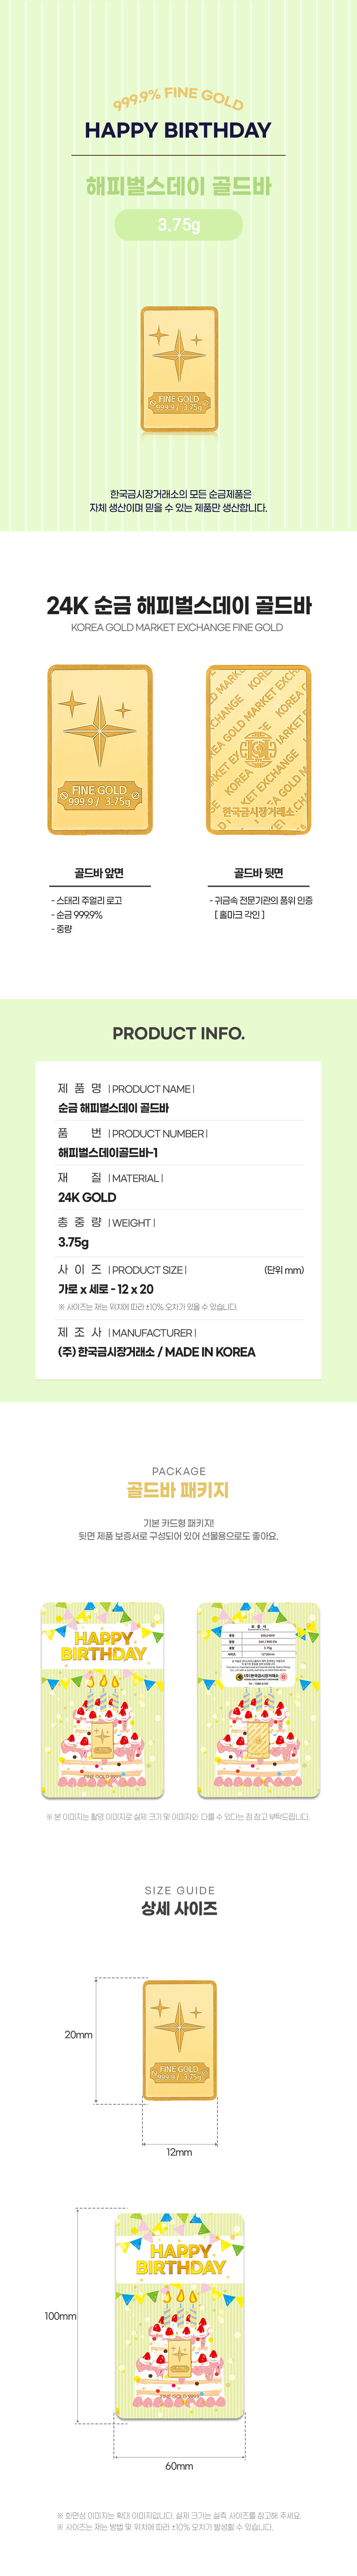 999.9% FINE GOLD
HAPPY BIRTHDAY
해피벌스데이 골드바
3.75g
FINE GOLD
999.9 / 3.75g
한국금시장거래소의 모든 순금제품은
자체 생산이며 믿을 수 있는 제품만 생산합니다.
24K 순금 해피벌스데이 골드바
KOREA GOLD MARKET EXCHANGE FINE GOLD
FINE GOLD
999.9 / 3.75g
KOREA GOLD MARKET EXCHANGE
한국금시장거래소
골드바 앞면
- 스태리 주얼리 로고
- 순금 999.9%
- 중량
골드바 뒷면
- 귀금속 전문기관의 품위 인증
[ 홀마크 각인 ]
PRODUCT INFO.
제 품 명 | PRODUCT NAME |
순금 해피벌스데이 골드바
품 번 | PRODUCT NUMBER |
해피벌스데이골드바-1
재 질 | MATERIAL |
24K GOLD
총 중 량 | WEIGHT |
3.75g
사 이 즈 | PRODUCT SIZE | (단위 mm)
가로 x 세로 - 12 x 20
※ 사이즈는 재는 위치에 따라 ±10% 오차가 있을 수 있습니다.
제 조 사 | MANUFACTURER |
(주) 한국금시장거래소 / MADE IN KOREA
PACKAGE
골드바 패키지
기본 카드형 패키지!
뒷면 제품 보증서로 구성되어 있어 선물용으로도 좋아요.
HAPPY
BIRTHDAY
FINE GOLD 999.9
보 증 서
(주)한국금시장거래소
※ 본 이미지는 촬영 이미지로 실제 크기 및 이미지와 다를 수 있다는 점 참고 부탁드립니다.
SIZE GUIDE
상세 사이즈
20mm
FINE GOLD
999.9 / 3.75g
12mm
100mm
HAPPY
BIRTHDAY
FINE GOLD 999.9
60mm
※ 화면상 이미지는 확대 이미지입니다. 실제 크기는 실측 사이즈를 참고해 주세요.
※ 사이즈는 재는 방법 및 위치에 따라 ±10% 오차가 발생할 수 있습니다.